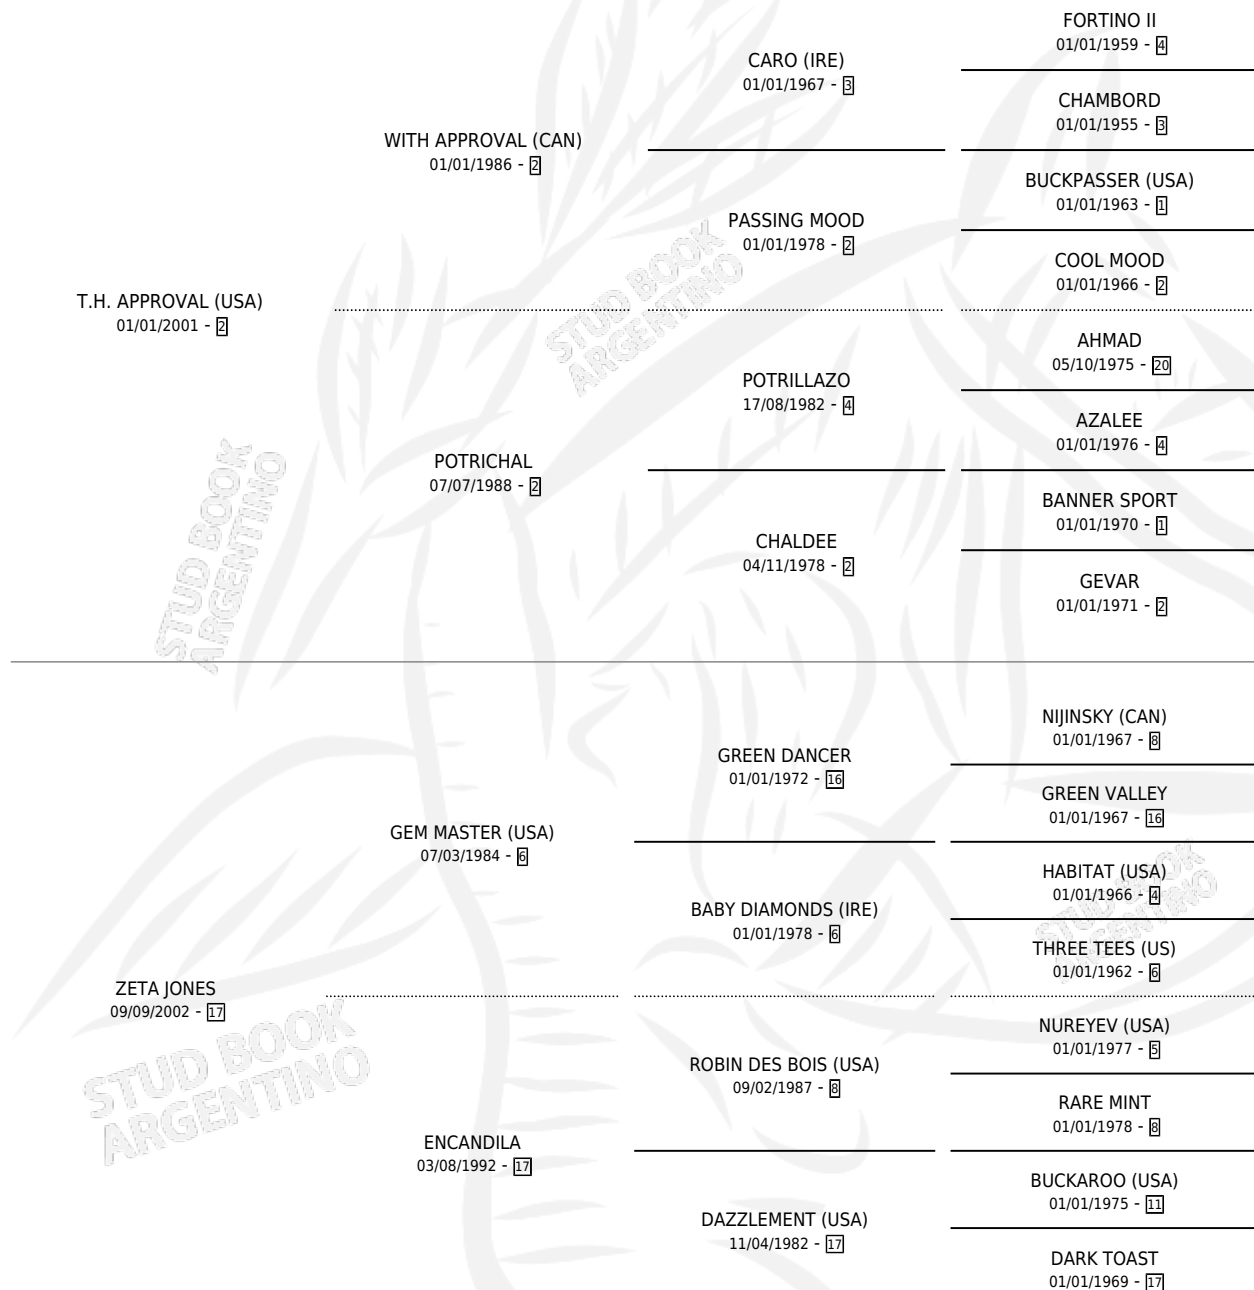 FORTINO II
01/01/1959 - 4
CARO (IRE)
01/01/1967 - 3
CHAMBORD
01/01/1955 - 3
WITH APPROVAL (CAN)
01/01/1986 - 2
BUCKPASSER (USA)
01/01/1963 - 1
PASSING MOOD
01/01/1978 - 2
COOL MOOD
01/01/1966 - 2
T.H. APPROVAL (USA)
01/01/2001 - 2
STUD BOOK
ARGENTINO
AHMAD
05/10/1975 - 20
POTRILLAZO
17/08/1982 - 4
AZALEE
01/01/1976 - 4
POTRICHAL
07/07/1988 - 2
BANNER SPORT
01/01/1970 - 1
CHALDEE
04/11/1978 - 2
GEVAR
01/01/1971 - 2
STUD BOOK
ARGENTINO
NIJINSKY (CAN)
01/01/1967 - 8
GREEN DANCER
01/01/1972 - 16
GREEN VALLEY
01/01/1967 - 16
GEM MASTER (USA)
07/03/1984 - 6
HABITAT (USA)
01/01/1966 - 4
BABY DIAMONDS (IRE)
01/01/1978 - 6
THREE TEES (US)
01/01/1962 - 6
STUD BOOK
ARGENTINO
ZETA JONES
09/09/2002 - 17
NUREYEV (USA)
01/01/1977 - 5
ROBIN DES BOIS (USA)
09/02/1987 - 8
RARE MINT
01/01/1978 - 8
STUD BOOK
ARGENTINO
ENCANDILA
03/08/1992 - 17
BUCKAROO (USA)
01/01/1975 - 11
DAZZLEMENT (USA)
11/04/1982 - 17
DARK TOAST
01/01/1969 - 17